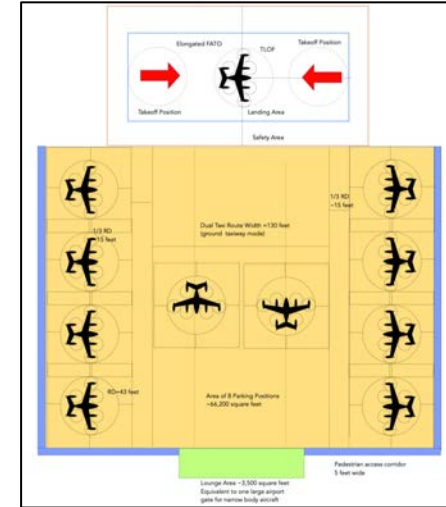 Elongated FATO
TLOF
Takeoff Position
Takeoff Position
Landing Area
Safety Area
1/3 RD
~15 feet
1/3 RD
~15 feet
Dual Taxi Route Width ≈130 feet
(ground taxiway mode)
RD~43 feet
Area of 8 Parking Positions
~66,200 square feet
Pedestrian access corridor
5 feet wide
Lounge Area ~3,500 square feet
Equivalent to one large airport
gate for narrow body aircraft